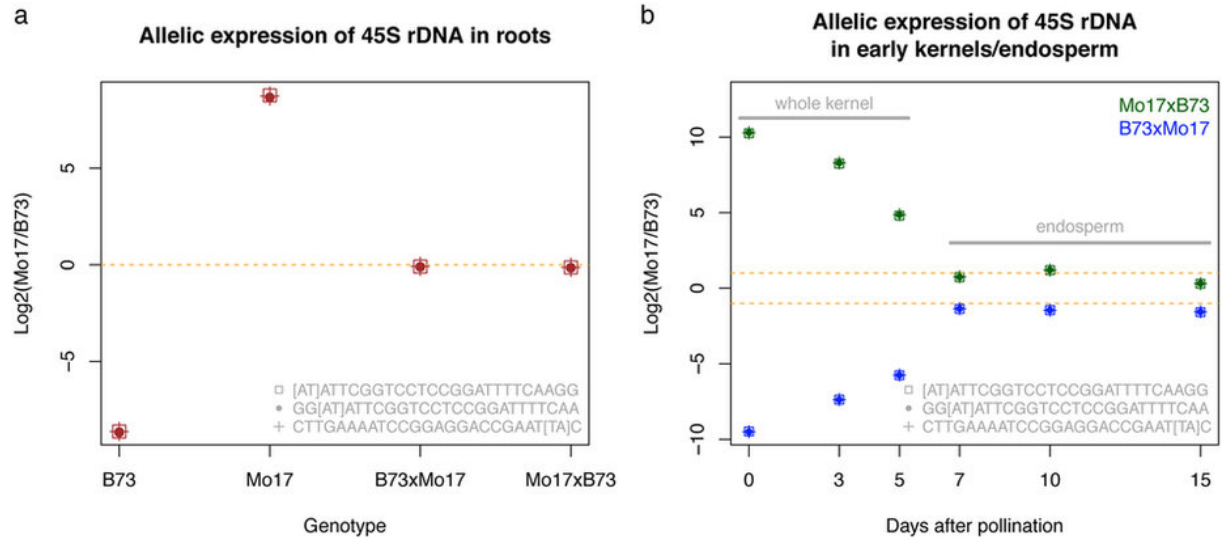 a
Allelic expression of 45S rDNA in roots
Log2(Mo17/B73)
5
0
−5
[AT]ATTCGGTCCTCCGGATTTTCAAGG
GG[AT]ATTCGGTCCTCCGGATTTTCAA
CTTGAAAATCCGGAGGACCGAAT[TA]C
B73
Mo17
B73xMo17
Mo17xB73
Genotype
b
Allelic expression of 45S rDNA
in early kernels/endosperm
whole kernel
Mo17xB73
B73xMo17
endosperm
Log2(Mo17/B73)
10
5
0
−5
−10
[AT]ATTCGGTCCTCCGGATTTTCAAGG
GG[AT]ATTCGGTCCTCCGGATTTTCAA
CTTGAAAATCCGGAGGACCGAAT[TA]C
0
3
5
7
10
15
Days after pollination